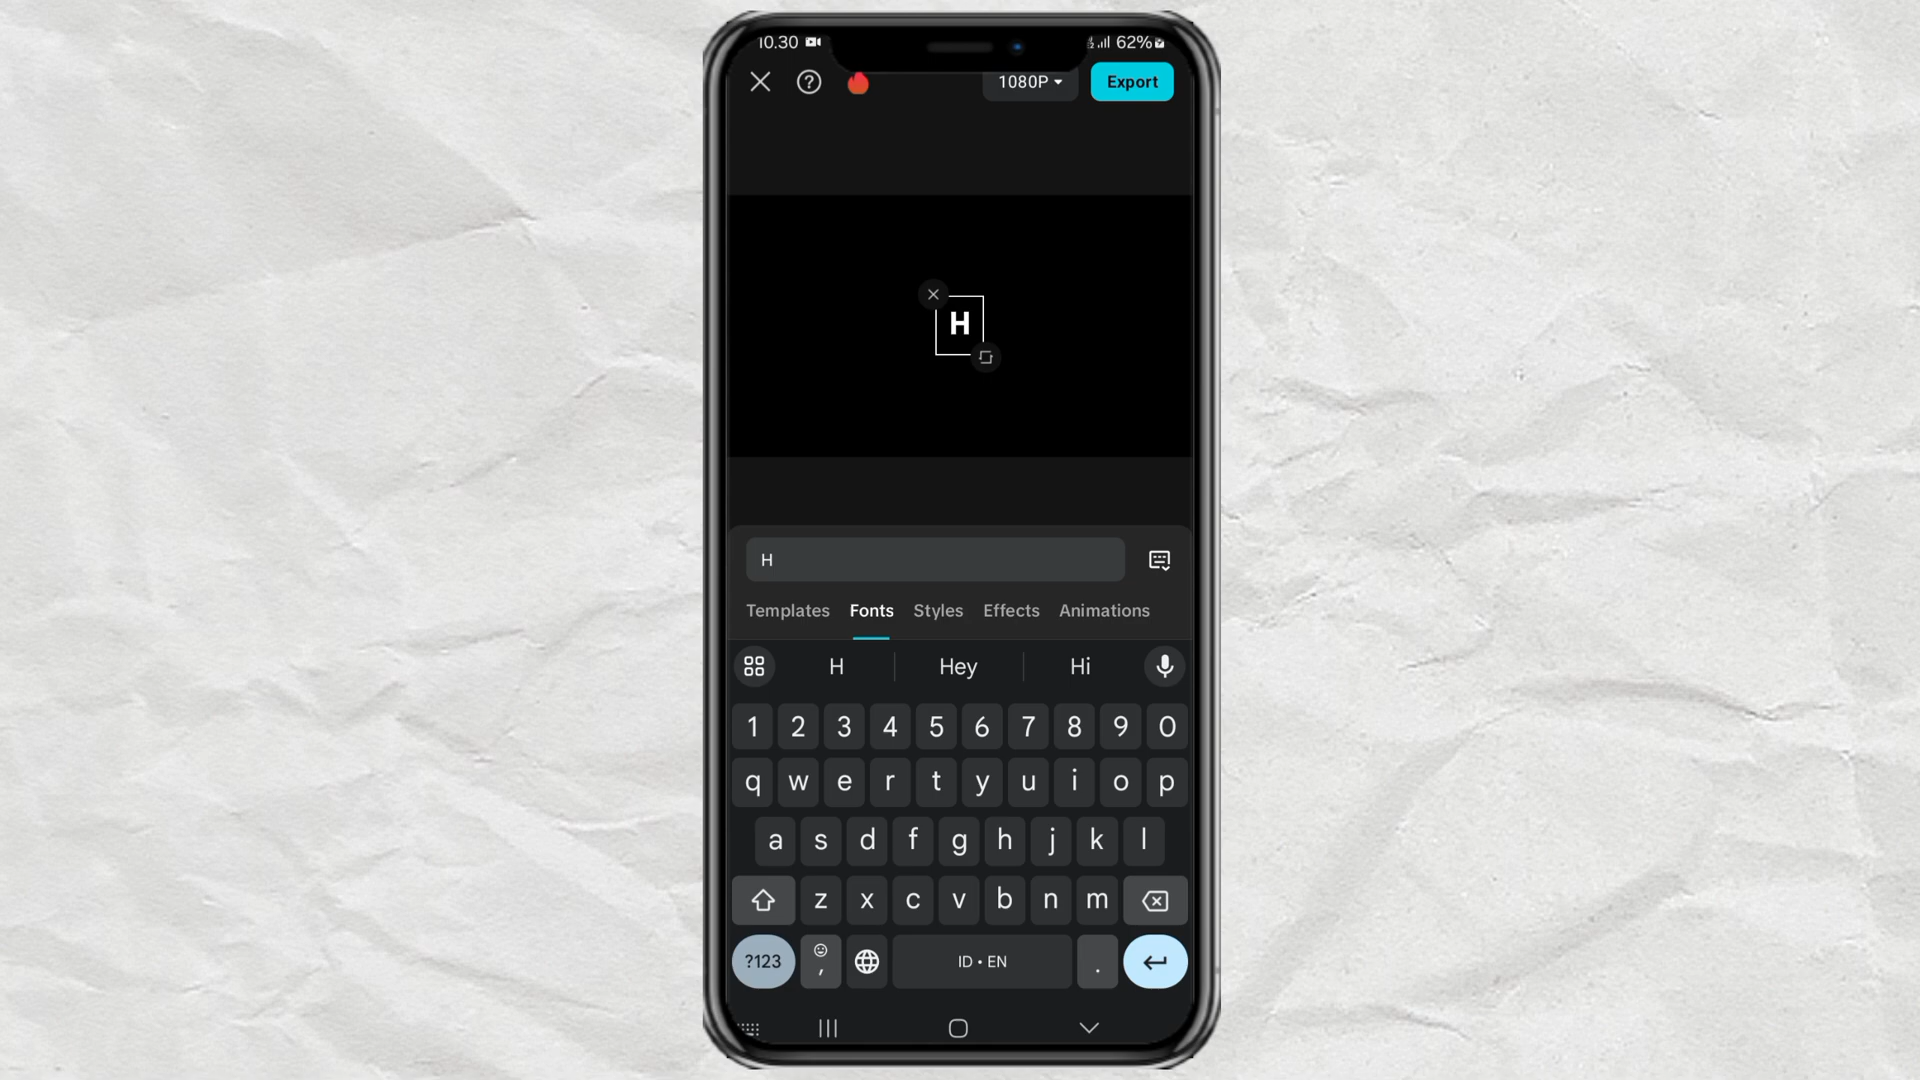 10.30 62%
1080P Export
H
H
Templates Fonts Styles Effects Animations
H Hey Hi
1 2 3 4 5 6 7 8 9 0
q w e r t y u i o p
a s d f g h j k l
z x c v b n m
?123 , ID • EN .